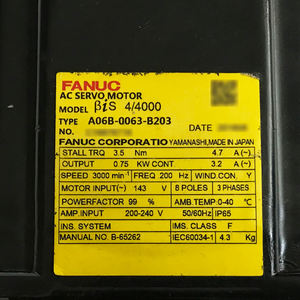 FANUC
AC SERVO MOTOR
MODEL βiS 4/4000
TYPE A06B-0063-B203
NO. DATE
FANUC CORPORATION YAMANASHI, MADE IN JAPAN
STALL TRQ 3.5 Nm 4.7 A(~)
OUTPUT 0.75 KW CONT. 3.2 A(~)
SPEED 3000 min⁻¹ FREQ 200 HZ WIND CON. Y
MOTOR INPUT (~) 143 V 8 POLES 3 PHASES
POWERFACTOR 99 % AMB.TEMP. 0-40 ℃
AMP.INPUT 200-240 V 50/60Hz IP65
INS.SYSTEM INS. CLASS F
MANUAL NO. B-65262 IEC60034-1 4.3 Kg